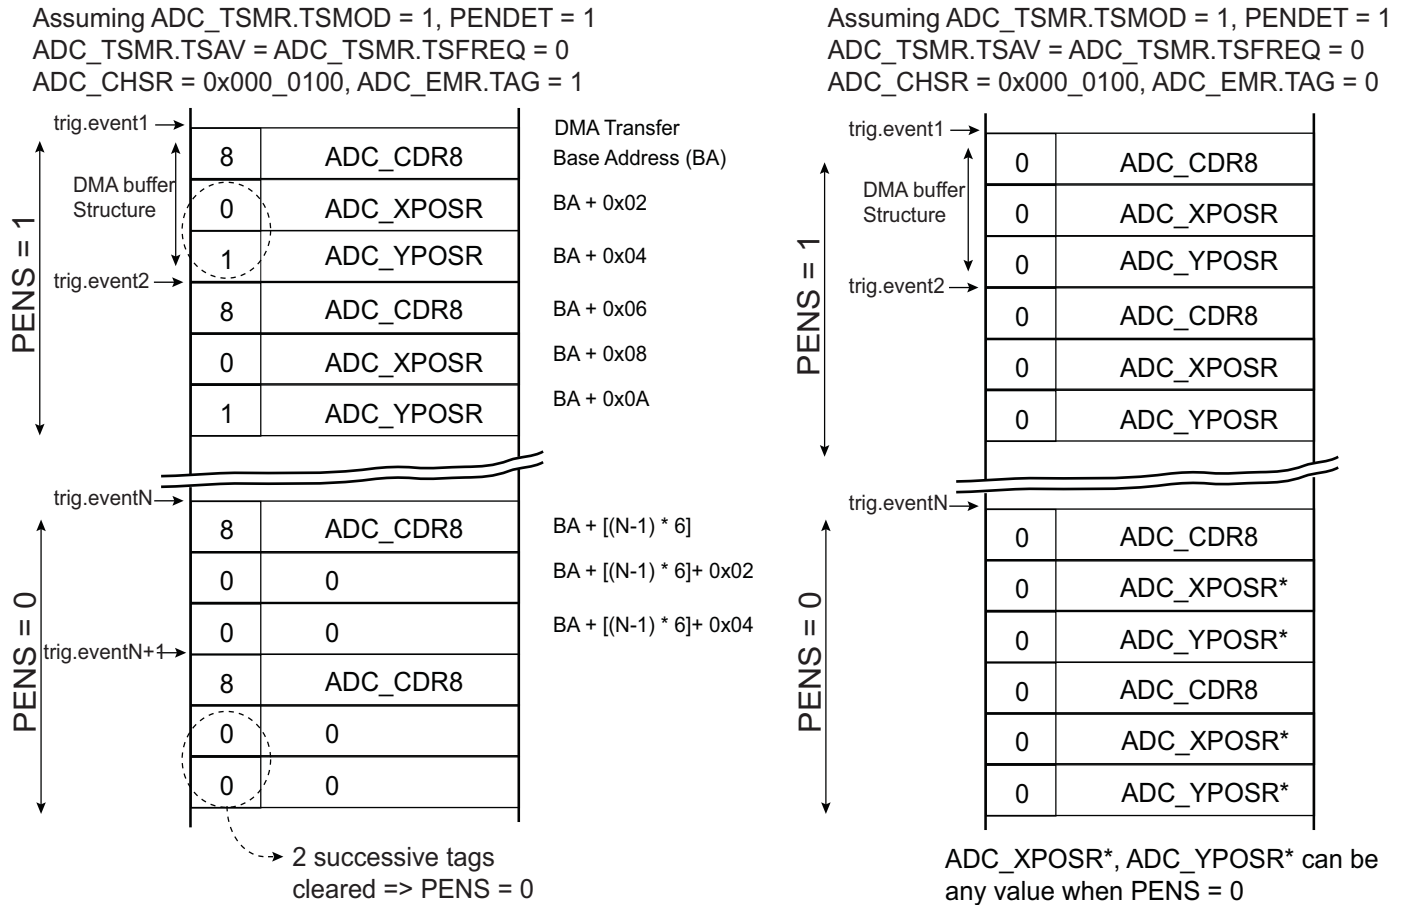 Assuming ADC_TSMR.TSMOD = 1, PENDET = 1
ADC_TSMR.TSAV = ADC_TSMR.TSFREQ = 0
ADC_CHSR = 0x000_0100, ADC_EMR.TAG = 1
trig.event1
DMA Transfer
8 ADC_CDR8 Base Address (BA)
DMA buffer
Structure
0 ADC_XPOSR BA + 0x02
1 ADC_YPOSR BA + 0x04
PENS = 1
trig.event2
8 ADC_CDR8 BA + 0x06
0 ADC_XPOSR BA + 0x08
1 ADC_YPOSR BA + 0x0A
trig.eventN
8 ADC_CDR8 BA + [(N-1) * 6]
0 0 BA + [(N-1) * 6]+ 0x02
0 0 BA + [(N-1) * 6]+ 0x04
PENS = 0
trig.eventN+1
8 ADC_CDR8
0 0
0 0
2 successive tags
cleared => PENS = 0
Assuming ADC_TSMR.TSMOD = 1, PENDET = 1
ADC_TSMR.TSAV = ADC_TSMR.TSFREQ = 0
ADC_CHSR = 0x000_0100, ADC_EMR.TAG = 0
trig.event1
0 ADC_CDR8
DMA buffer
Structure
0 ADC_XPOSR
0 ADC_YPOSR
PENS = 1
trig.event2
0 ADC_CDR8
0 ADC_XPOSR
0 ADC_YPOSR
trig.eventN
0 ADC_CDR8
0 ADC_XPOSR*
0 ADC_YPOSR*
PENS = 0
0 ADC_CDR8
0 ADC_XPOSR*
0 ADC_YPOSR*
ADC_XPOSR*, ADC_YPOSR* can be
any value when PENS = 0